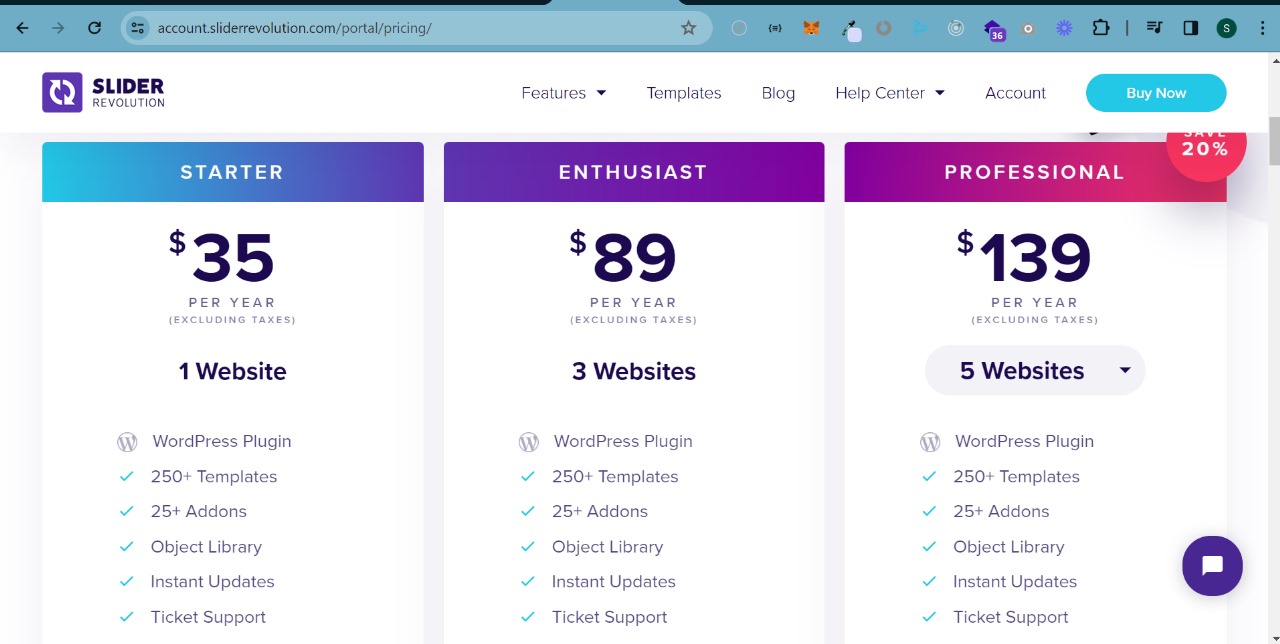 account.sliderrevolution.com/portal/pricing/
36
S
SLIDER
REVOLUTION
Features
Templates
Blog
Help Center
Account
Buy Now
SAVE
20%
STARTER
$35
PER YEAR
(EXCLUDING TAXES)
1 Website
WordPress Plugin
250+ Templates
25+ Addons
Object Library
Instant Updates
Ticket Support
ENTHUSIAST
$89
PER YEAR
(EXCLUDING TAXES)
3 Websites
WordPress Plugin
250+ Templates
25+ Addons
Object Library
Instant Updates
Ticket Support
PROFESSIONAL
$139
PER YEAR
(EXCLUDING TAXES)
5 Websites
WordPress Plugin
250+ Templates
25+ Addons
Object Library
Instant Updates
Ticket Support